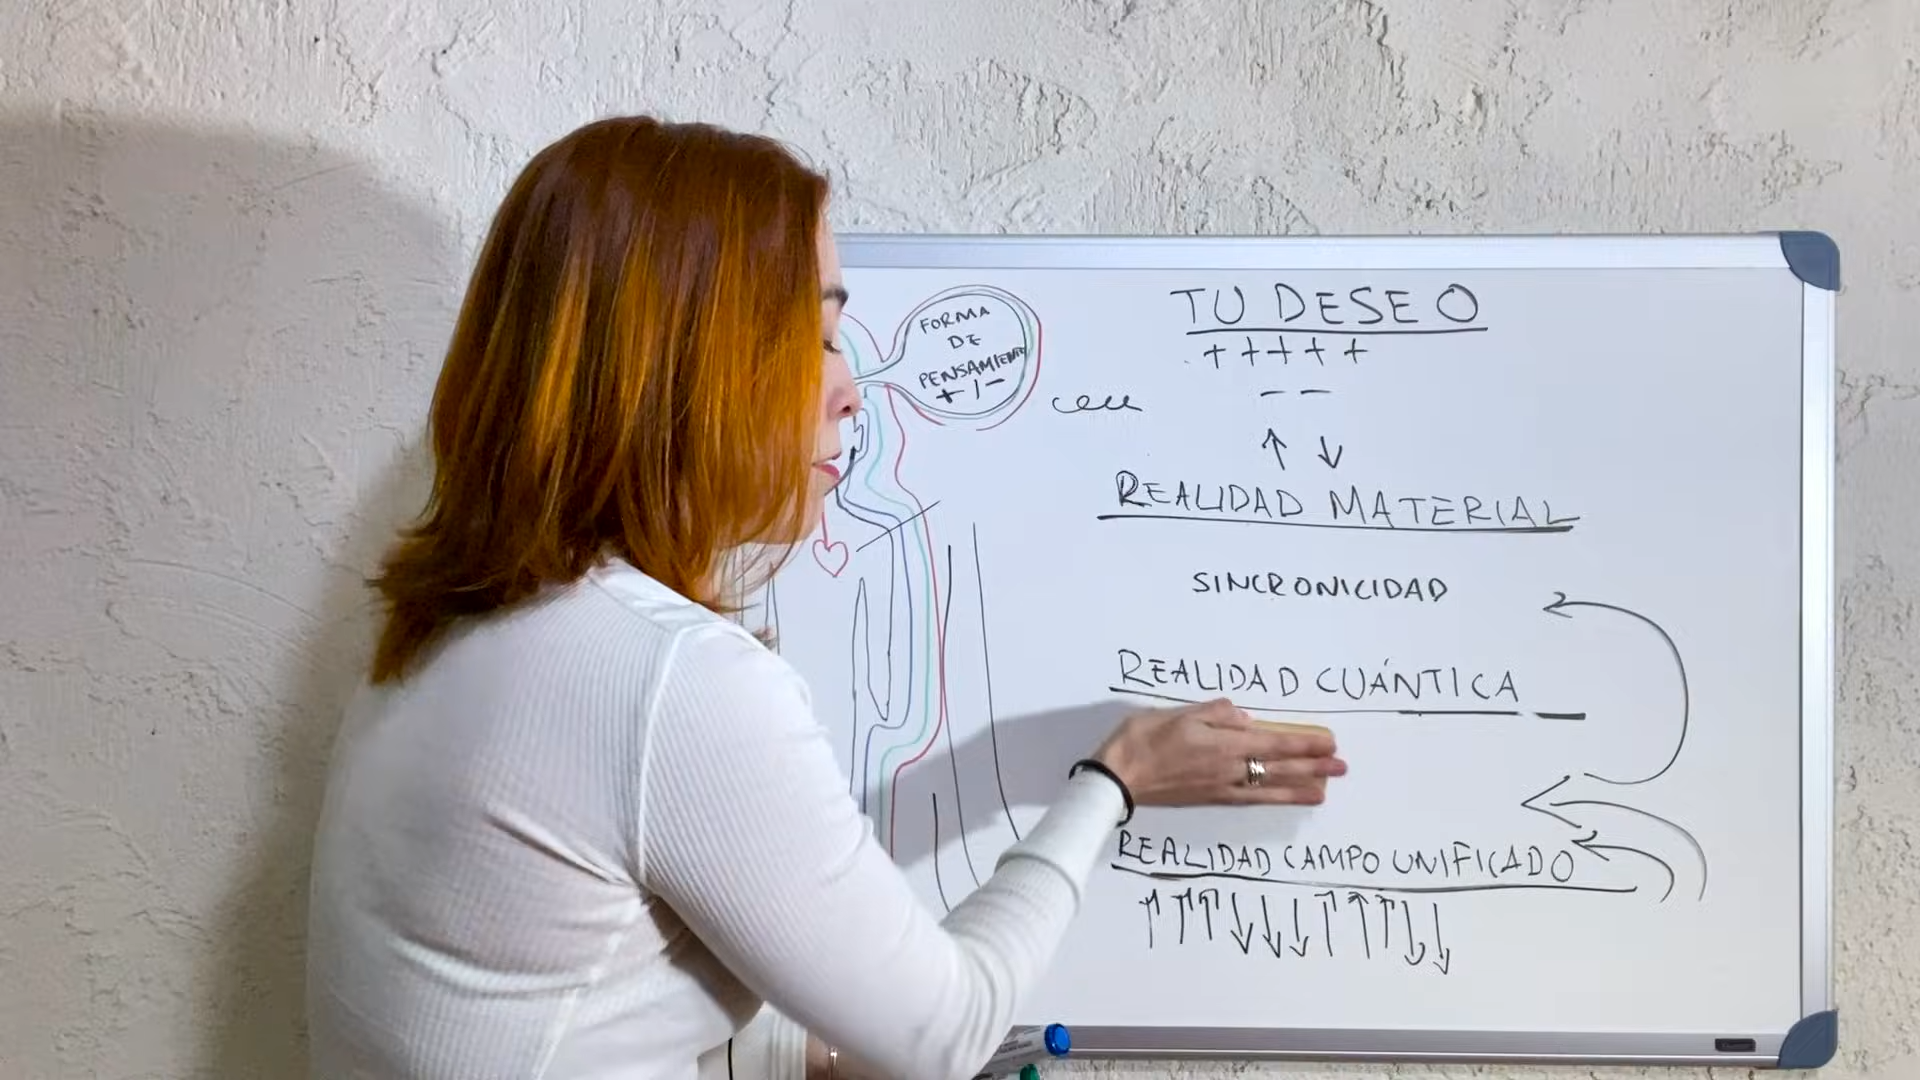 FORMA
DE
PENSAMIENTO
+ / -
TU DESEO
+ + + + +
- -
↑ ↓
REALIDAD MATERIAL
SINCRONICIDAD
REALIDAD CUÁNTICA
REALIDAD CAMPO UNIFICADO
↑↑↑↓↓↓↑↑↑↓↓